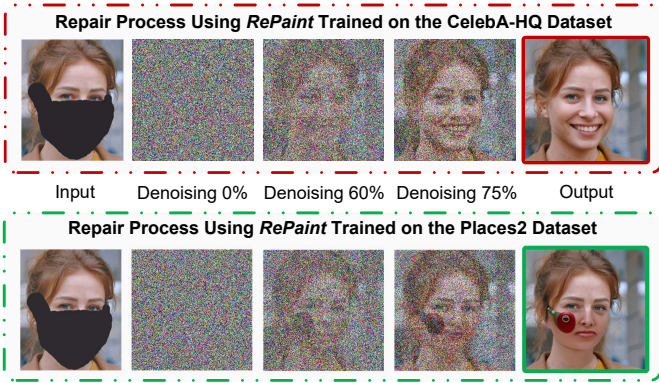 Repair Process Using RePaint Trained on the CelebA-HQ Dataset
Input Denoising 0% Denoising 60% Denoising 75% Output
Repair Process Using RePaint Trained on the Places2 Dataset